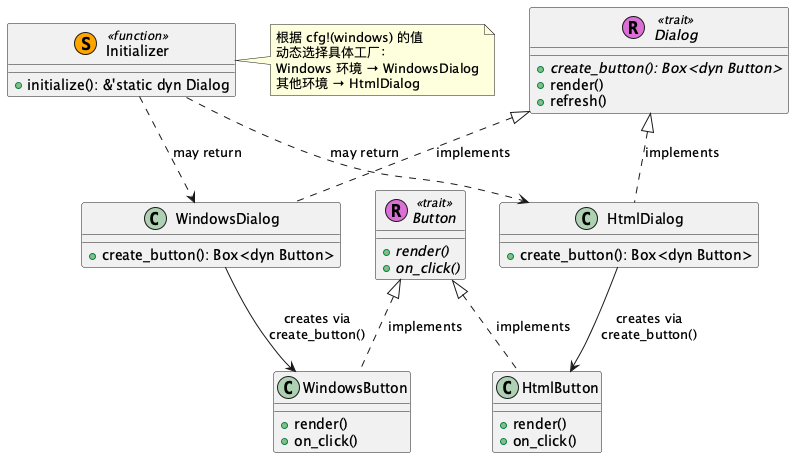 S
«function»
Initializer
initialize(): &'static dyn Dialog
根据 cfg!(windows) 的值
动态选择具体工厂：
Windows 环境 → WindowsDialog
其他环境 → HtmlDialog
R
«trait»
Dialog
create_button(): Box<dyn Button>
render()
refresh()
may return
may return
implements
implements
C
WindowsDialog
create_button(): Box<dyn Button>
R
«trait»
Button
render()
on_click()
C
HtmlDialog
create_button(): Box<dyn Button>
creates via
create_button()
implements
implements
creates via
create_button()
C
WindowsButton
render()
on_click()
C
HtmlButton
render()
on_click()